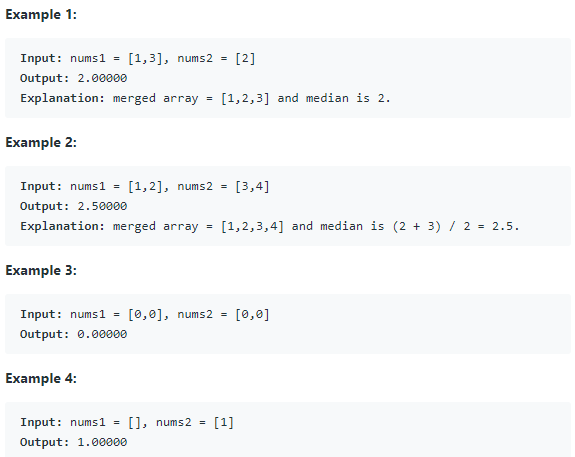 Example 1:
Input: nums1 = [1,3], nums2 = [2]
Output: 2.00000
Explanation: merged array = [1,2,3] and median is 2.
Example 2:
Input: nums1 = [1,2], nums2 = [3,4]
Output: 2.50000
Explanation: merged array = [1,2,3,4] and median is (2 + 3) / 2 = 2.5.
Example 3:
Input: nums1 = [0,0], nums2 = [0,0]
Output: 0.00000
Example 4:
Input: nums1 = [], nums2 = [1]
Output: 1.00000